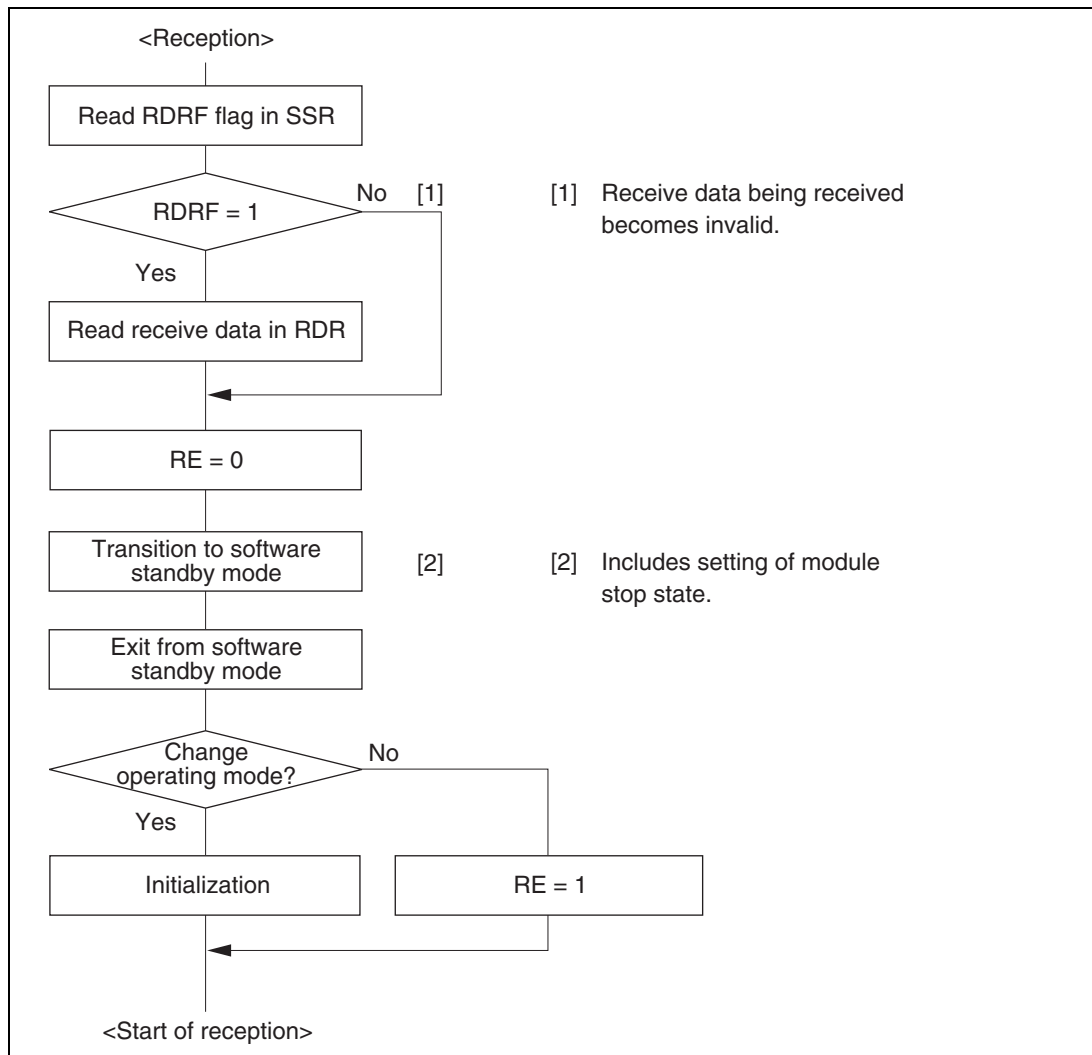 <Reception>
Read RDRF flag in SSR
No [1]
[1] Receive data being received
becomes invalid.
RDRF = 1
Yes
Read receive data in RDR
RE = 0
Transition to software
standby mode
[2]
[2] Includes setting of module
stop state.
Exit from software
standby mode
Change
operating mode?
No
Yes
Initialization
RE = 1
<Start of reception>